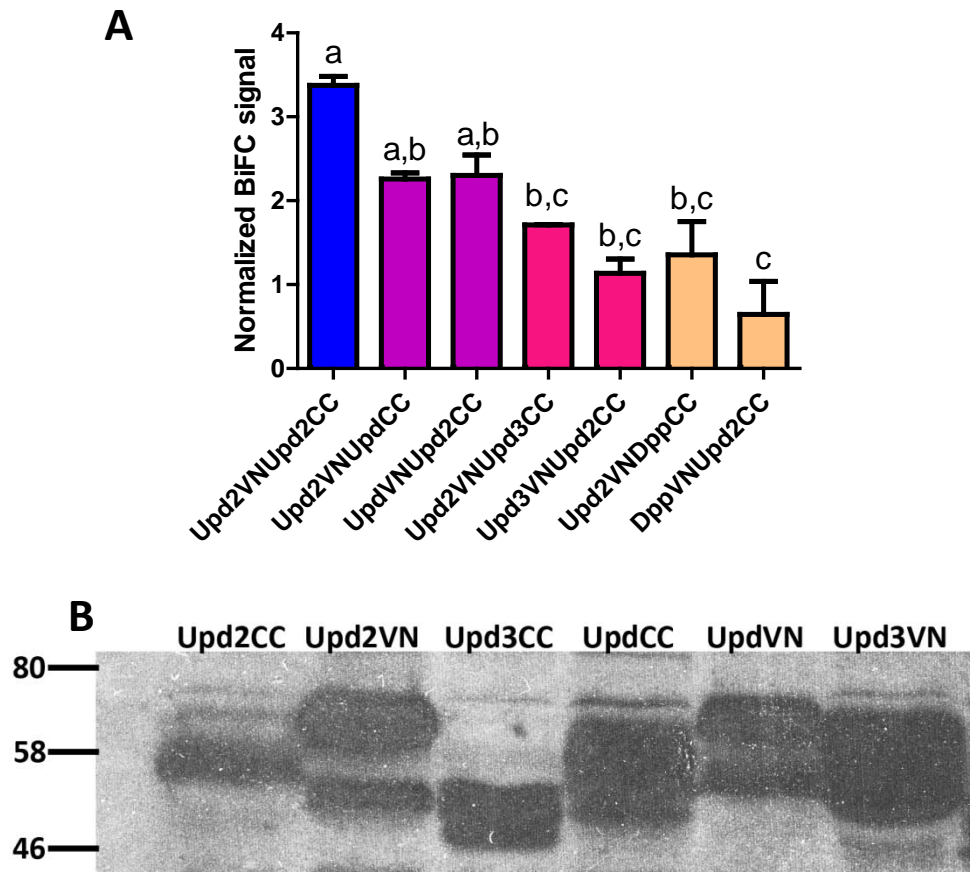 A
Normalized BiFC signal
4
3
2
1
0
a
a,b
a,b
b,c
b,c
b,c
c
Upd2VNUpd2CC
Upd2VNUpdCC
UpdVNUpd2CC
Upd2VNUpd3CC
Upd3VNUpd2CC
Upd2VNDppCC
DppVNUpd2CC
B
Upd2CC Upd2VN Upd3CC UpdCC UpdVN Upd3VN
80
58
46